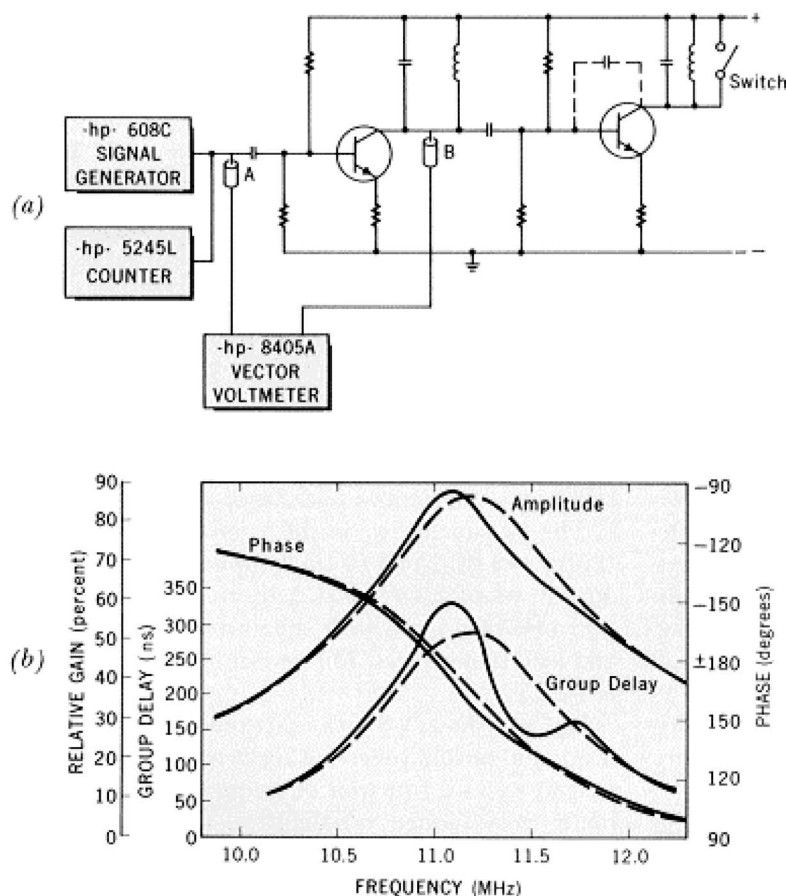 +
Switch
(a)
-hp- 608C
SIGNAL
GENERATOR
A
B
-hp- 5245L
COUNTER
-hp- 8405A
VECTOR
VOLTMETER
(b)
RELATIVE GAIN (percent)
90
80
70
60
50
40
30
20
10
0
GROUP DELAY (ns)
350
300
250
200
150
100
50
0
Phase
Amplitude
Group Delay
-90
-120
-150
±180
150
120
90
PHASE (degrees)
10.0
10.5
11.0
11.5
12.0
FREQUENCY (MHz)